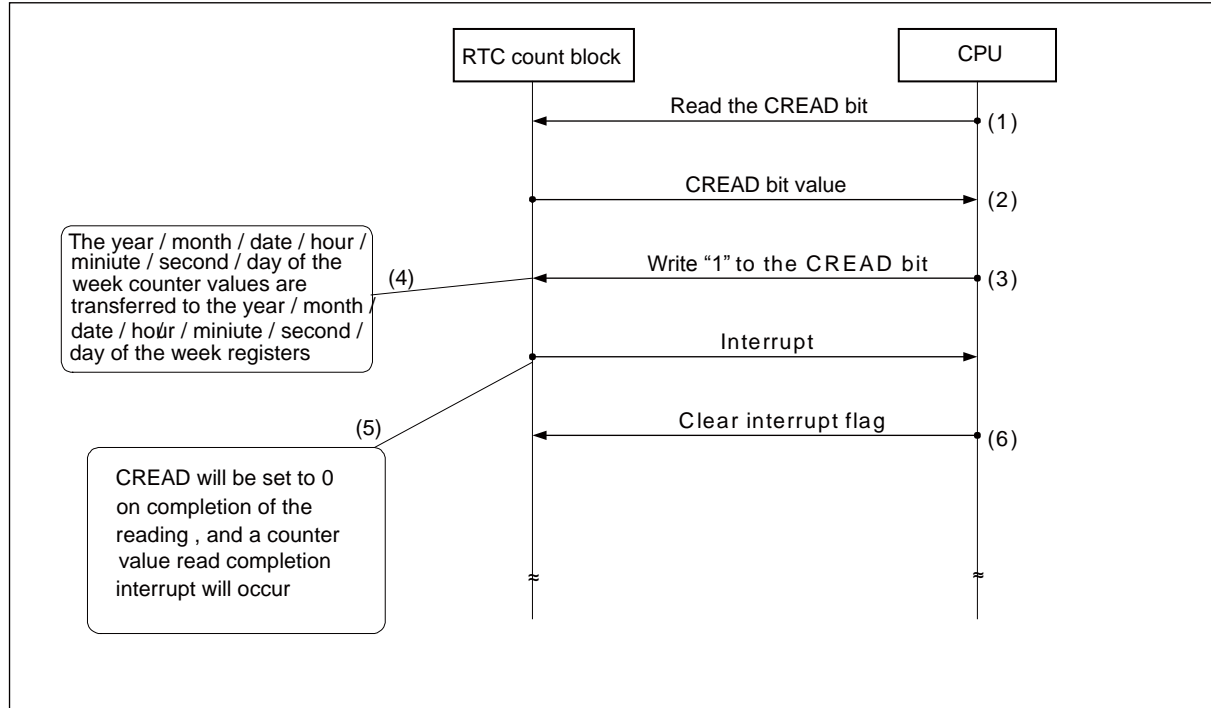 RTC count block
CPU
Read the CREAD bit
(1)
CREAD bit value
(2)
The year / month / date / hour /
miniute / second / day of the
week counter values are
transferred to the year / month /
date / hour / miniute / second /
day of the week registers
(4)
Write “1” to the CREAD bit
(3)
Interrupt
(5)
Clear interrupt flag
(6)
CREAD will be set to 0
on completion of the
reading , and a counter
value read completion
interrupt will occur
≈
≈